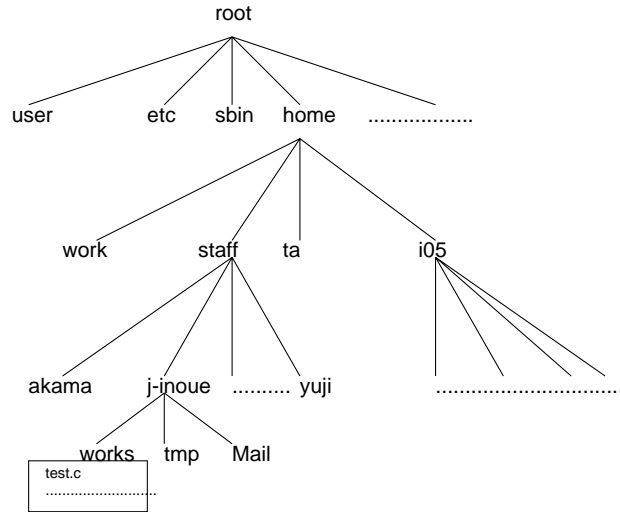 root
user etc sbin home ..................
work staff ta i05
akama j-inoue .......... yuji ................................
works tmp Mail
test.c
............................